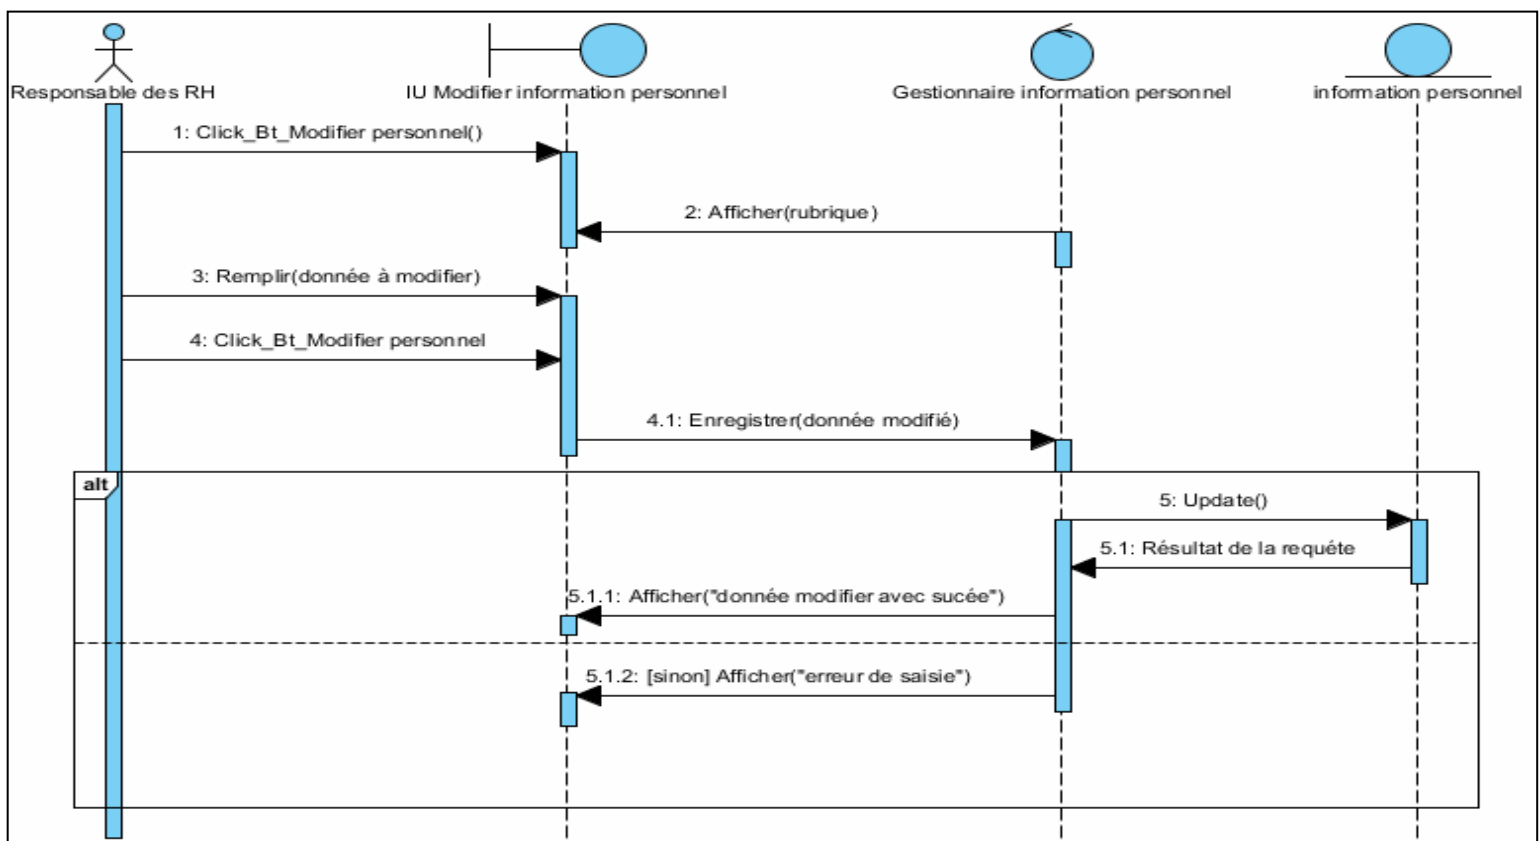 Responsable des RH
IU Modifier information personnel
Gestionnaire information personnel
information personnel
1: Click_Bt_Modifier personnel()
2: Afficher(rubrique)
3: Remplir(donnée à modifier)
4: Click_Bt_Modifier personnel
4.1: Enregistrer(donnée modifié)
alt
5: Update()
5.1: Résultat de la requéte
5.1.1: Afficher("donnée modifier avec sucée")
5.1.2: [sinon] Afficher("erreur de saisie")